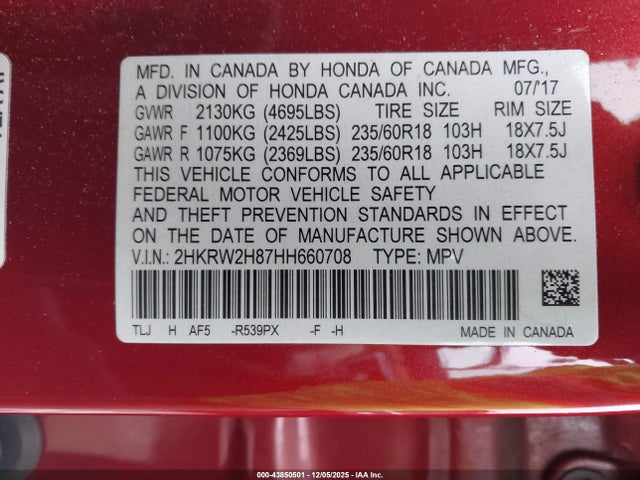 MFD. IN CANADA BY HONDA OF CANADA MFG.,
A DIVISION OF HONDA CANADA INC. 07/17
GVWR 2130KG (4695LBS) TIRE SIZE RIM SIZE
GAWR F 1100KG (2425LBS) 235/60R18 103H 18X7.5J
GAWR R 1075KG (2369LBS) 235/60R18 103H 18X7.5J
THIS VEHICLE CONFORMS TO ALL APPLICABLE
FEDERAL MOTOR VEHICLE SAFETY
AND THEFT PREVENTION STANDARDS IN EFFECT
ON THE DATE OF MANUFACTURE SHOWN ABOVE.
V.I.N.: 2HKRW2H87HH660708 TYPE: MPV
TLJ H AF5 -R539PX -F -H
MADE IN CANADA
000-43850501 - 12/05/2025 - IAA Inc.